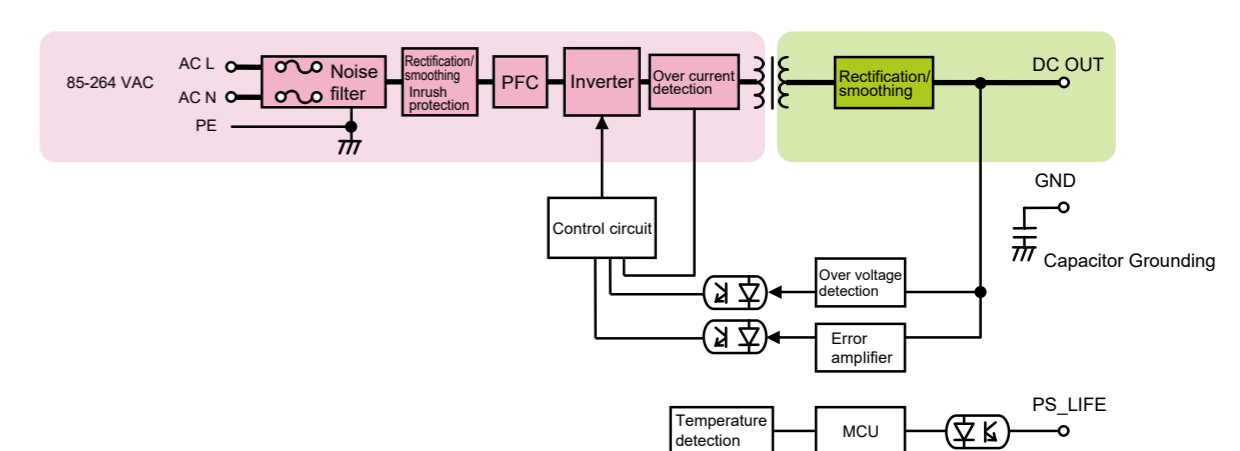 85-264 VAC
AC L
AC N
PE
Noise
filter
Rectification/
smoothing
Inrush
protection
PFC
Inverter
Over current
detection
Rectification/
smoothing
DC OUT
GND
Capacitor Grounding
Control circuit
Over voltage
detection
Error
amplifier
Temperature
detection
MCU
PS_LIFE